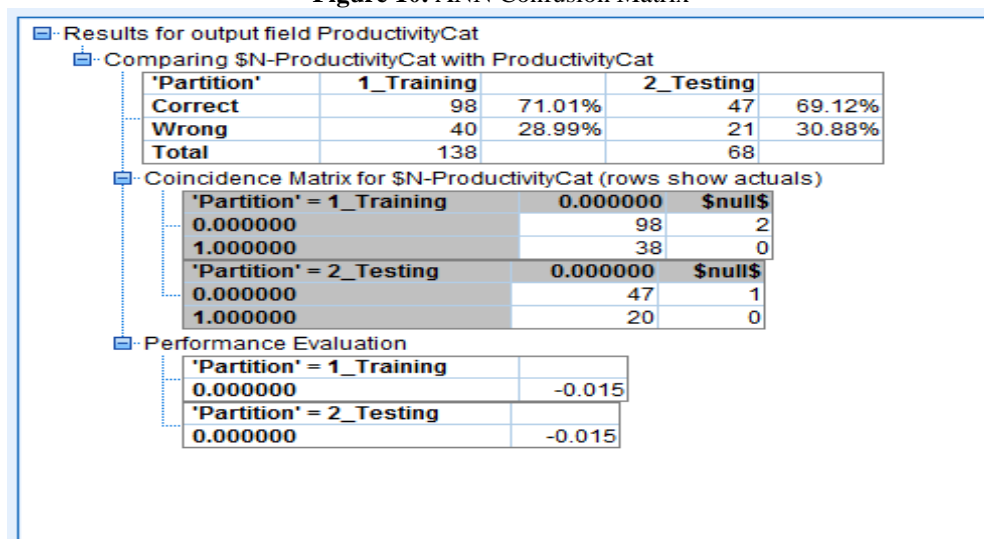 Figure 10. ANN Confusion Matrix
Results for output field ProductivityCat
Comparing $N-ProductivityCat with ProductivityCat
'Partition' 1_Training 2_Testing
Correct 98 71.01% 47 69.12%
Wrong 40 28.99% 21 30.88%
Total 138 68
Coincidence Matrix for $N-ProductivityCat (rows show actuals)
'Partition' = 1_Training 0.000000 $null$
0.000000 98 2
1.000000 38 0
'Partition' = 2_Testing 0.000000 $null$
0.000000 47 1
1.000000 20 0
Performance Evaluation
'Partition' = 1_Training
0.000000 -0.015
'Partition' = 2_Testing
0.000000 -0.015